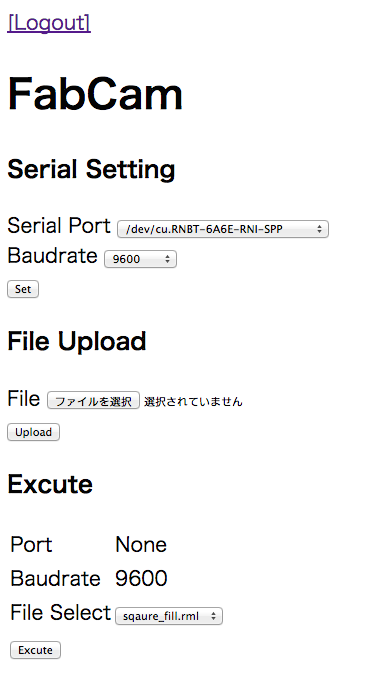 [Logout]
FabCam
Serial Setting
Serial Port /dev/cu.RNBT-6A6E-RNI-SPP
Baudrate 9600
Set
File Upload
File ファイルを選択 選択されていません
Upload
Excute
Port None
Baudrate 9600
File Select sqaure_fill.rml
Excute